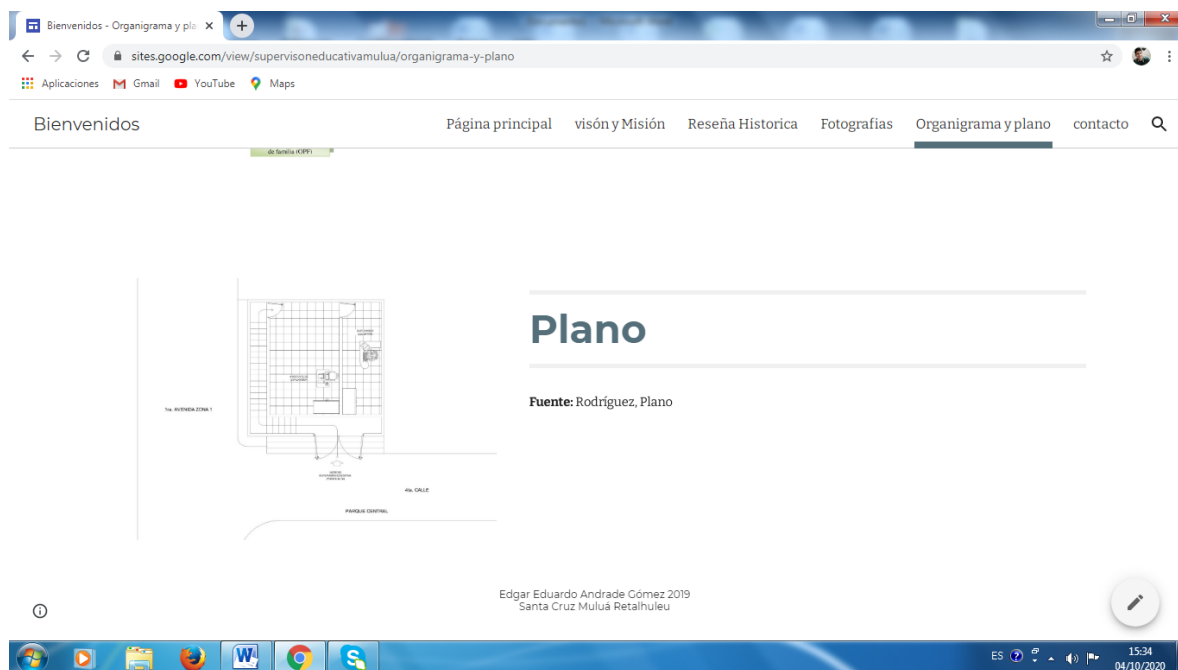 Bienvenidos - Organigrama y pla
sites.google.com/view/supervisoneducativamulua/organigrama-y-plano
Aplicaciones Gmail YouTube Maps
Bienvenidos Página principal visón y Misión Reseña Historica Fotografias Organigrama y plano contacto
de familia (OPF)
Plano
Fuente: Rodríguez, Plano
1ra. AVENIDA ZONA 1
4ta. CALLE
PARQUE CENTRAL
Edgar Eduardo Andrade Gómez 2019
Santa Cruz Muluá Retalhuleu
ES 15:34
04/10/2020